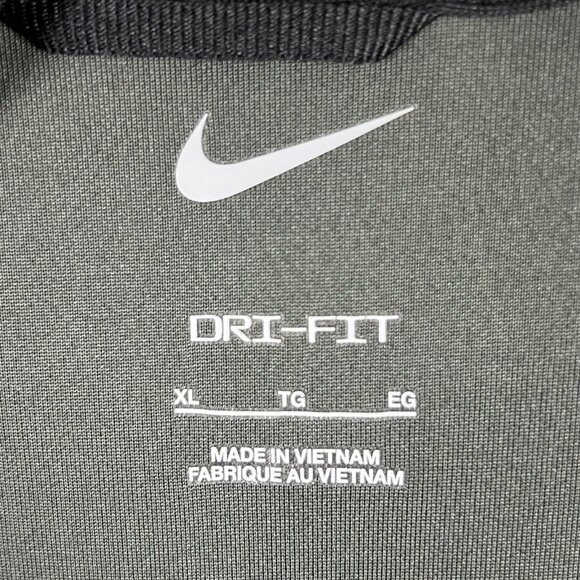 DRI-FIT
XL TG EG
MADE IN VIETNAM
FABRIQUE AU VIETNAM